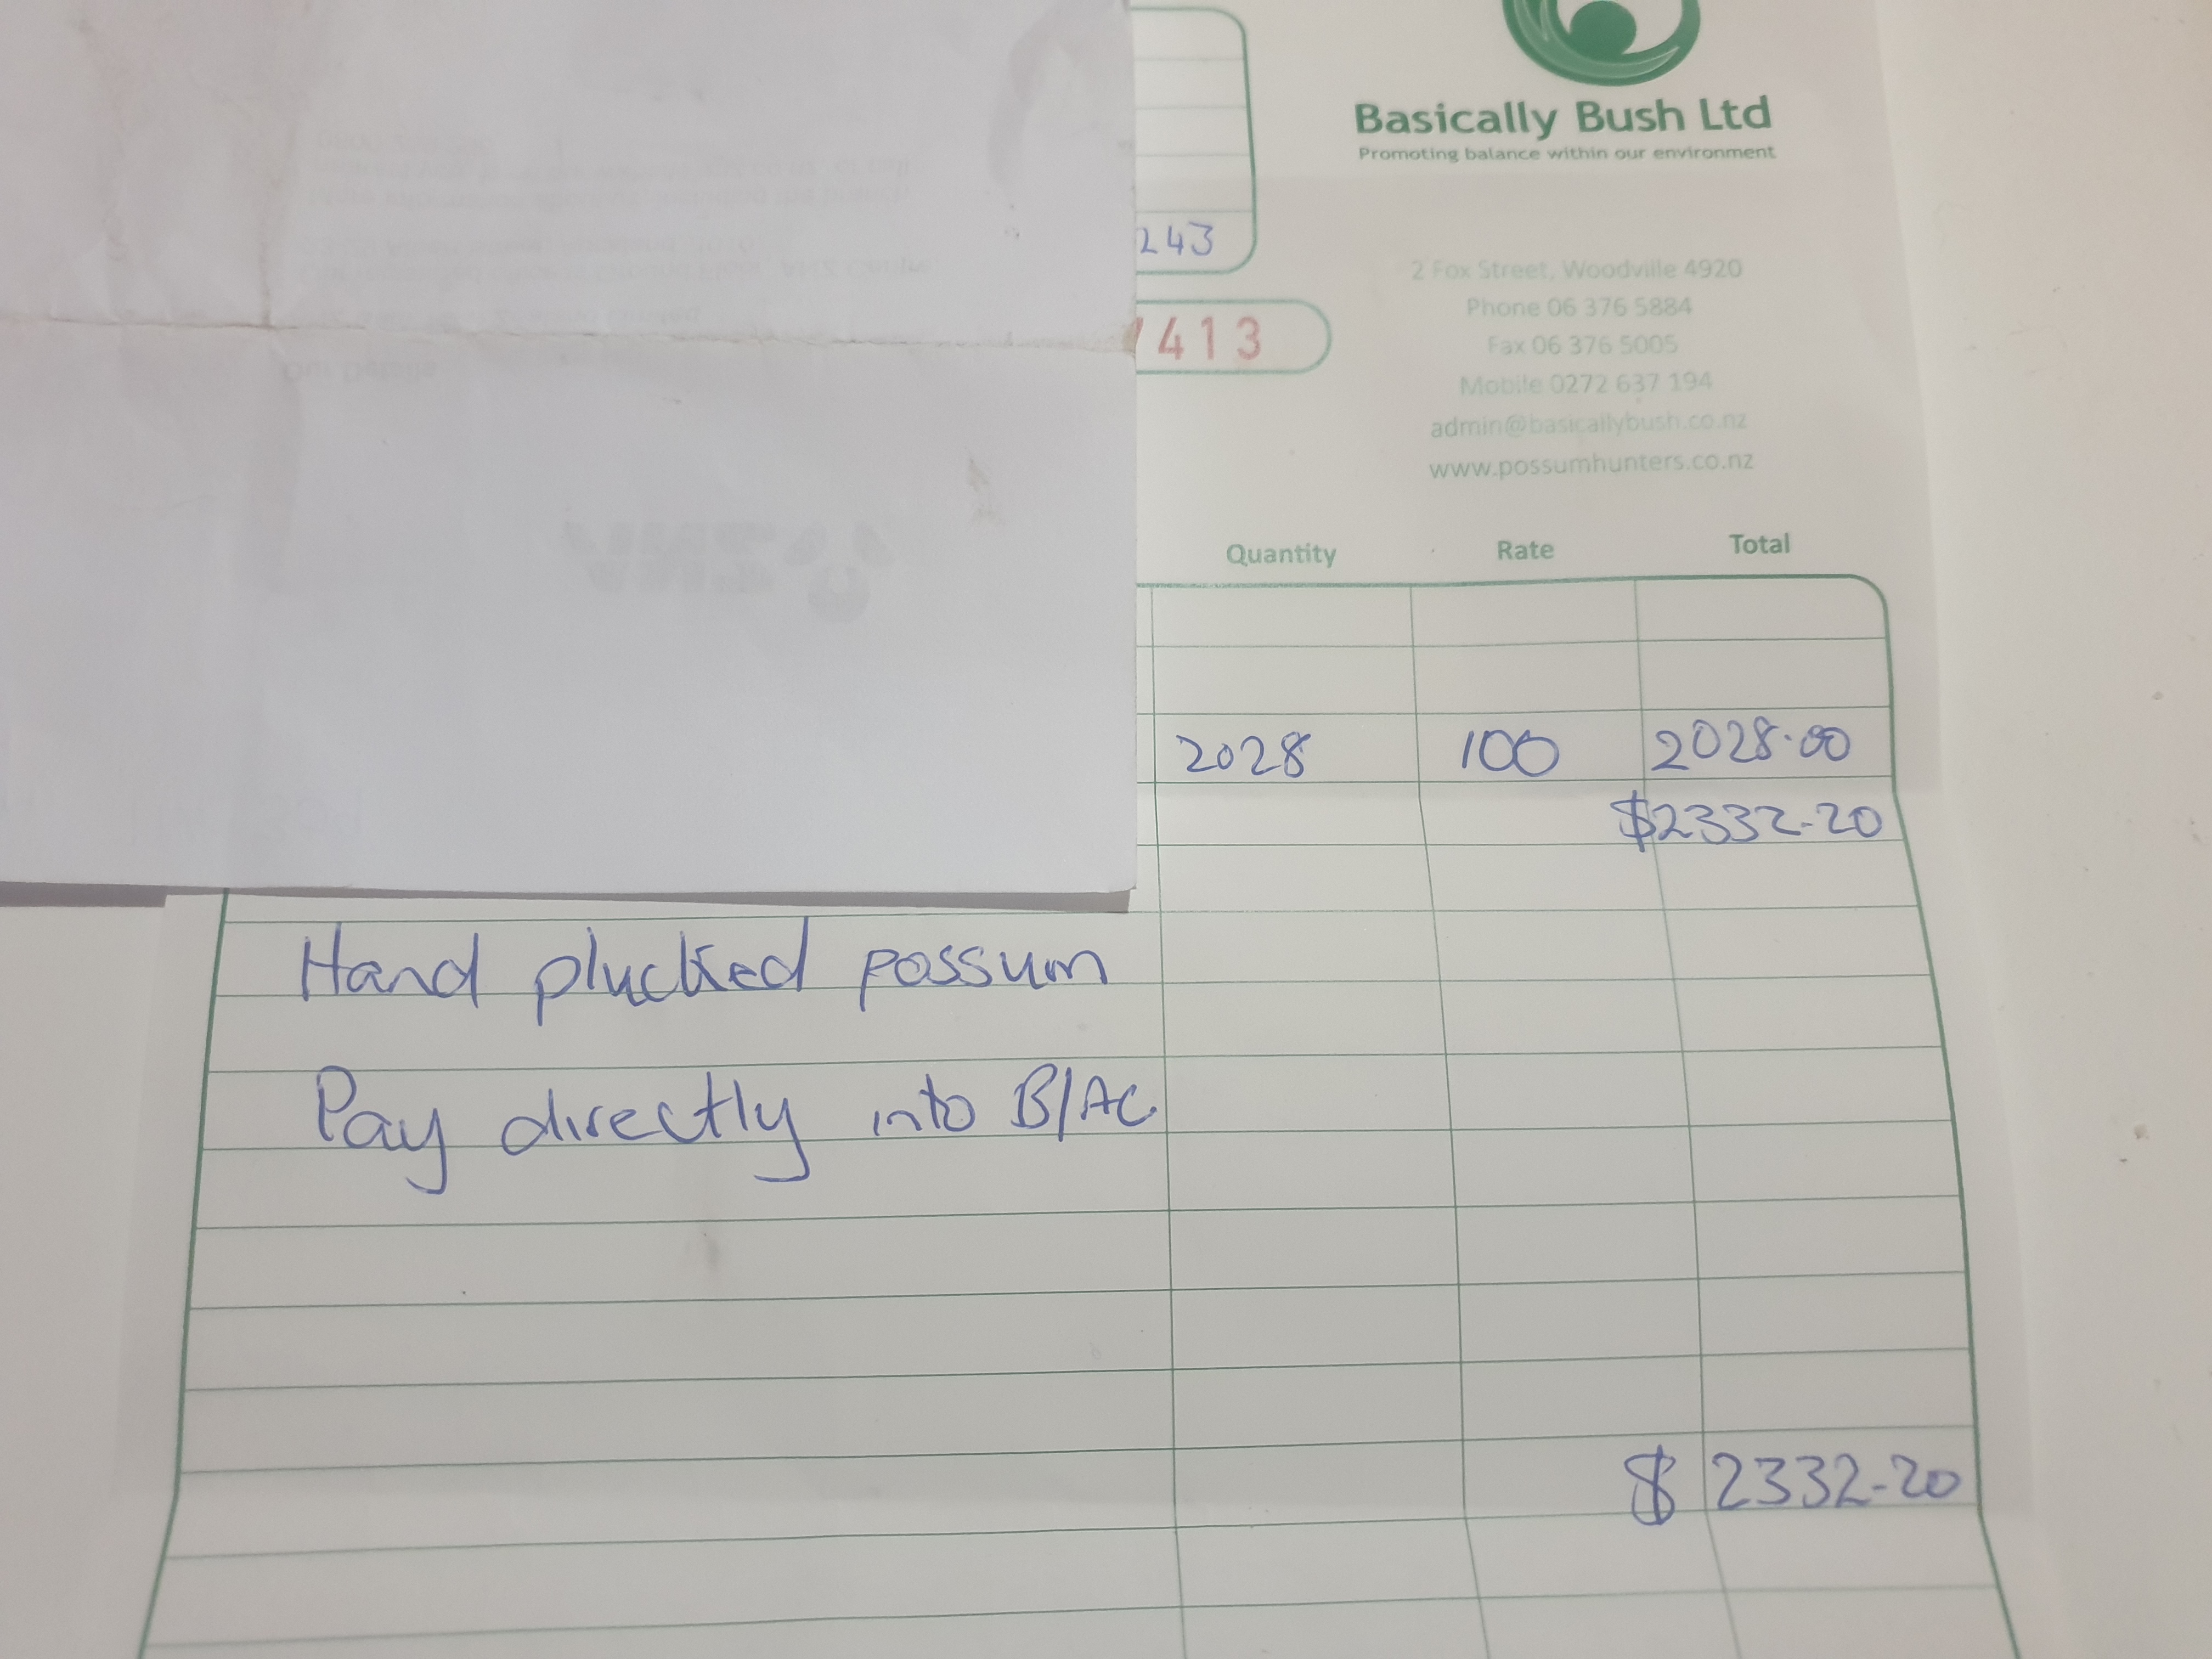 Basically Bush Ltd
Promoting balance within our environment
243
413
2 Fox Street, Woodville 4920
Phone 06 376 5884
Fax 06 376 5005
Mobile 0272 637 194
admin@basicallybush.co.nz
www.possumhunters.co.nz
Quantity Rate Total
2028 100 2028.00
$2332-20
Hand plucked possum
Pay directly into B/AC
$ 2332-20